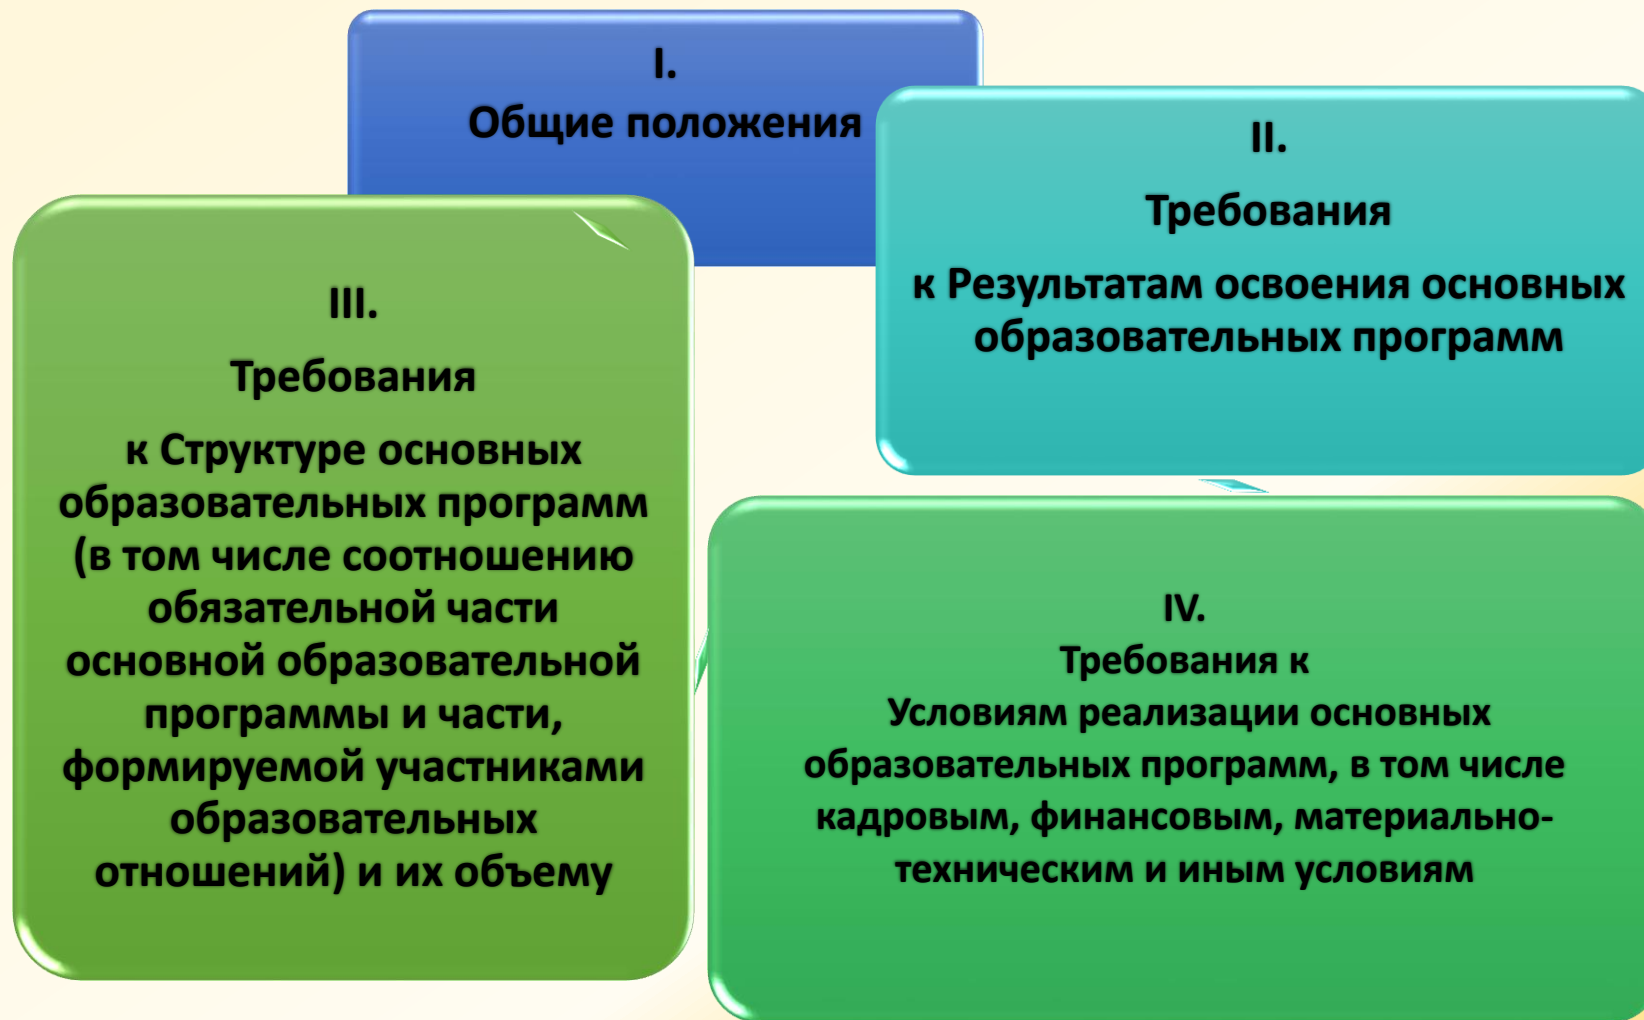 I.
Общие положения
II.
Требования
к Результатам освоения основных
образовательных программ
III.
Требования
к Структуре основных
образовательных программ
(в том числе соотношению
обязательной части
основной образовательной
программы и части,
формируемой участниками
образовательных
отношений) и их объему
IV.
Требования к
Условиям реализации основных
образовательных программ, в том числе
кадровым, финансовым, материально-
техническим и иным условиям